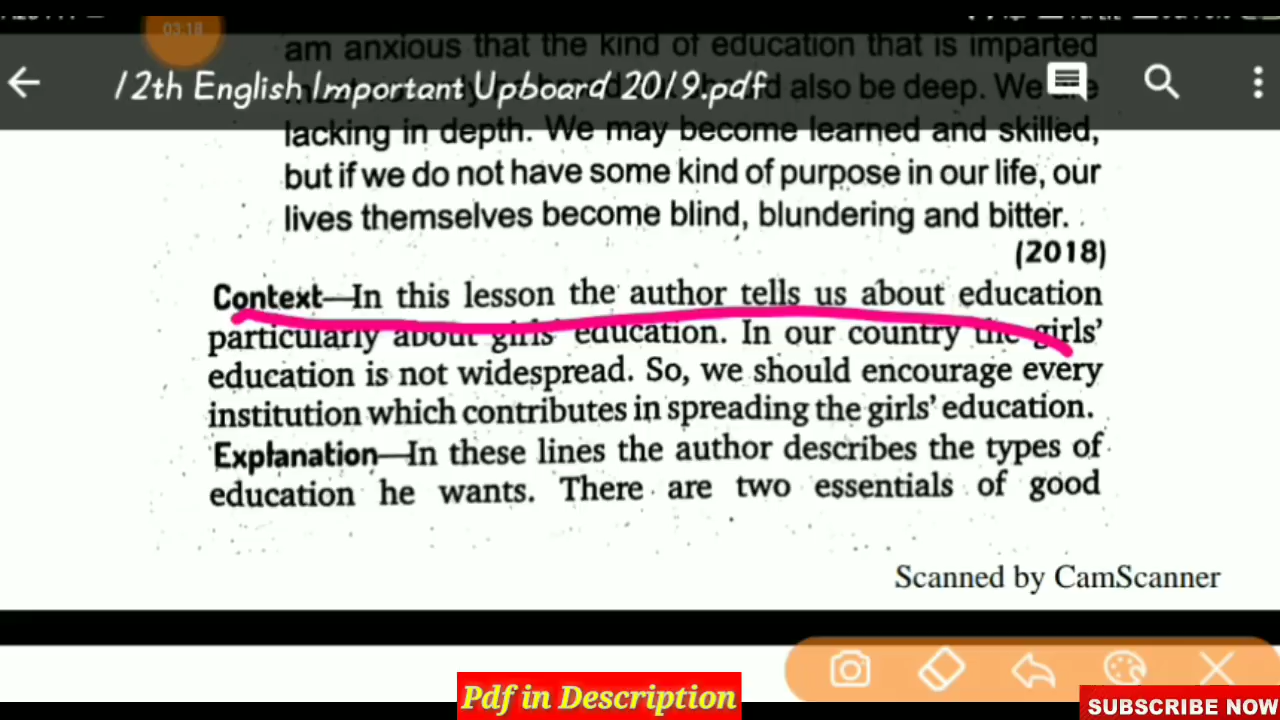 03:18
am anxious that the kind of education that is imparted
12th English Important Upboard 2019.pdf
also be deep. We are
lacking in depth. We may become learned and skilled,
but if we do not have some kind of purpose in our life, our
lives themselves become blind, blundering and bitter.
(2018)
Context—In this lesson the author tells us about education
particularly about girls' education. In our country the girls'
education is not widespread. So, we should encourage every
institution which contributes in spreading the girls' education.
Explanation—In these lines the author describes the types of
education he wants. There are two essentials of good
Scanned by CamScanner
Pdf in Description
SUBSCRIBE NOW